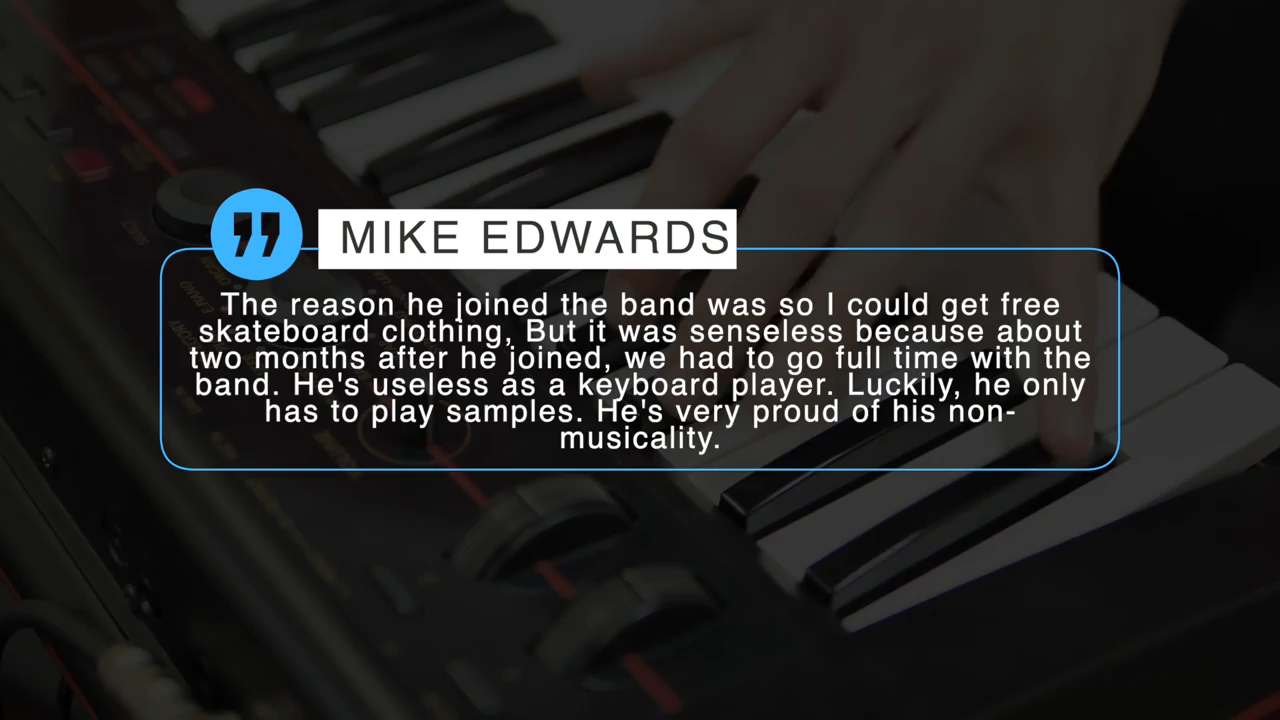 MIKE EDWARDS
The reason he joined the band was so I could get free
skateboard clothing, But it was senseless because about
two months after he joined, we had to go full time with the
band. He's useless as a keyboard player. Luckily, he only
has to play samples. He's very proud of his non-
musicality.